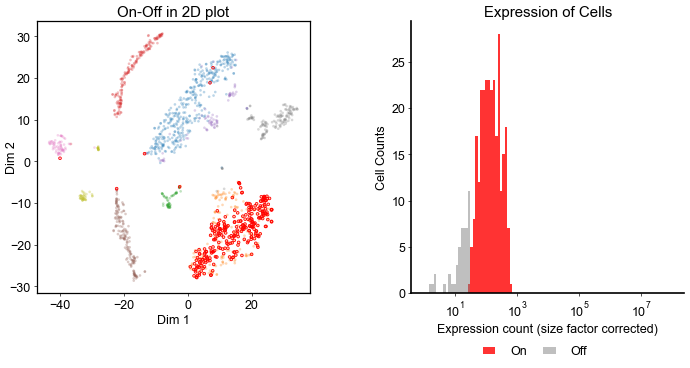 On-Off in 2D plot
Dim 2
30
20
10
0
−10
−20
−30
−40
−20
0
20
Dim 1
Expression of Cells
Cell Counts
25
20
15
10
5
0
10^1
10^3
10^5
10^7
Expression count (size factor corrected)
On
Off